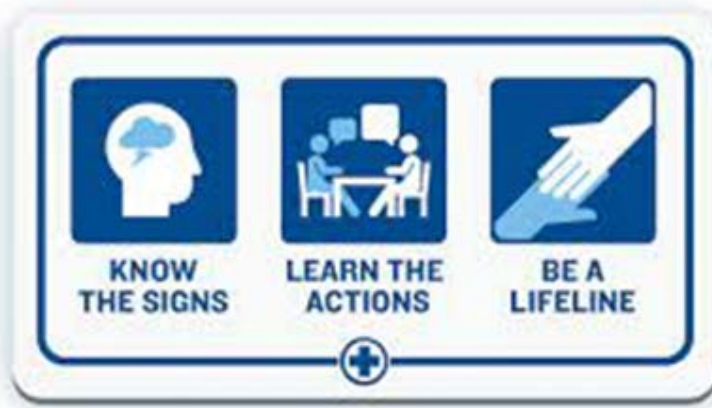 KNOW
THE SIGNS
LEARN THE
ACTIONS
BE A
LIFELINE